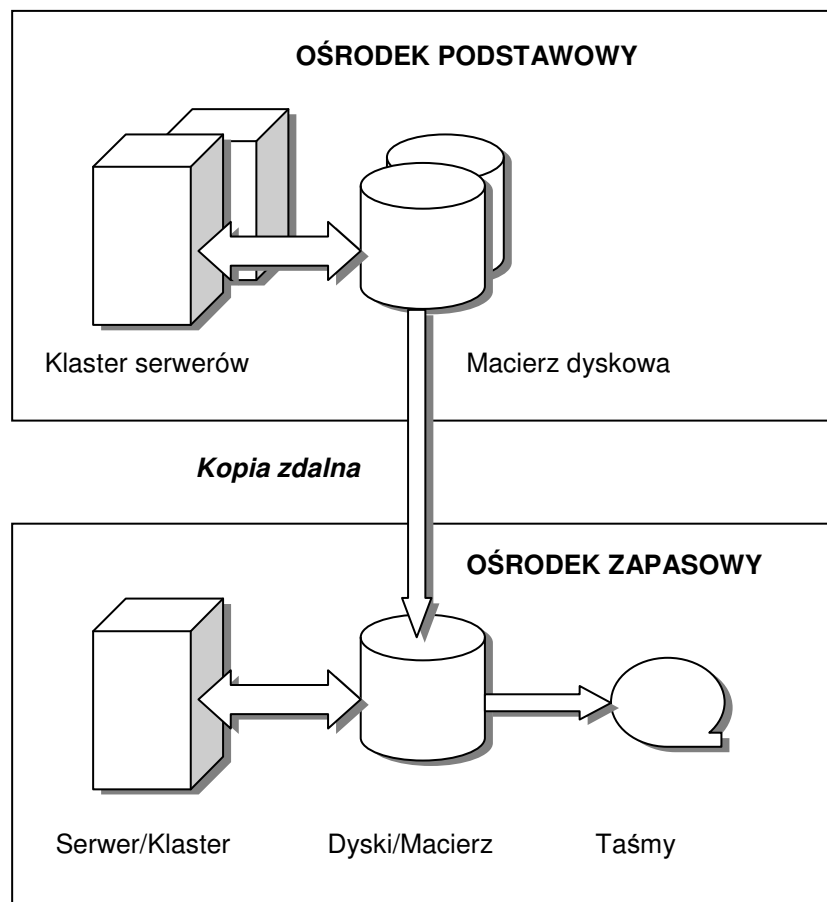 OŚRODEK PODSTAWOWY
Klaster serwerów
Macierz dyskowa
Kopia zdalna
OŚRODEK ZAPASOWY
Serwer/Klaster
Dyski/Macierz
Taśmy